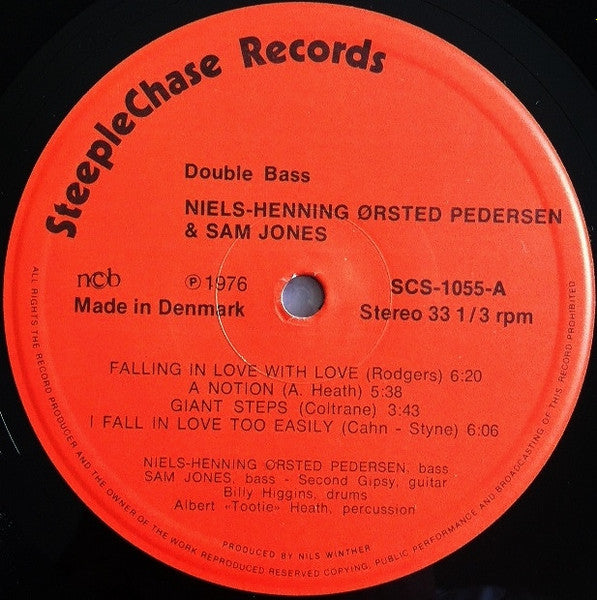 SteepleChase Records
Double Bass
NIELS-HENNING ØRSTED PEDERSEN
& SAM JONES
ncb
Made in Denmark
℗ 1976
SCS-1055-A
Stereo 33 1/3 rpm
FALLING IN LOVE WITH LOVE (Rodgers) 6:20
A NOTION (A. Heath) 5:38
GIANT STEPS (Coltrane) 3:43
I FALL IN LOVE TOO EASILY (Cahn - Styne) 6:06
NIELS-HENNING ØRSTED PEDERSEN, bass
SAM JONES, bass - Second Gipsy, guitar
Billy Higgins, drums
Albert «Tootie» Heath, percussion
PRODUCED BY NILS WINTHER
ALL RIGHTS THE RECORD PRODUCER AND THE OWNER OF THE WORK REPRODUCED RESERVED COPYING, PUBLIC PERFORMANCE AND BROADCASTING OF THIS RECORD PROHIBITED